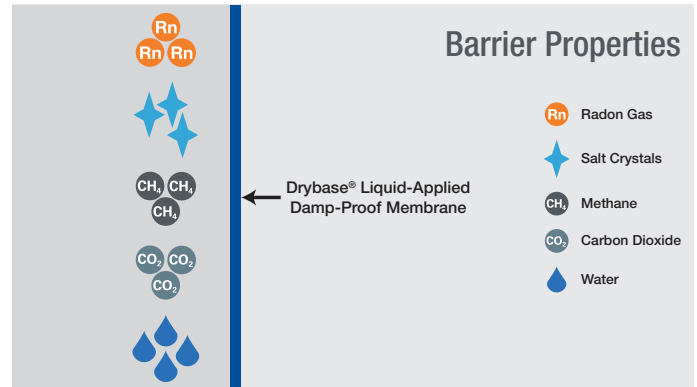 Barrier Properties
Rn
Rn Rn
CH₄ CH₄
CH₄
CO₂ CO₂
CO₂
Drybase® Liquid-Applied
Damp-Proof Membrane
Rn Radon Gas
Salt Crystals
CH₄ Methane
CO₂ Carbon Dioxide
Water